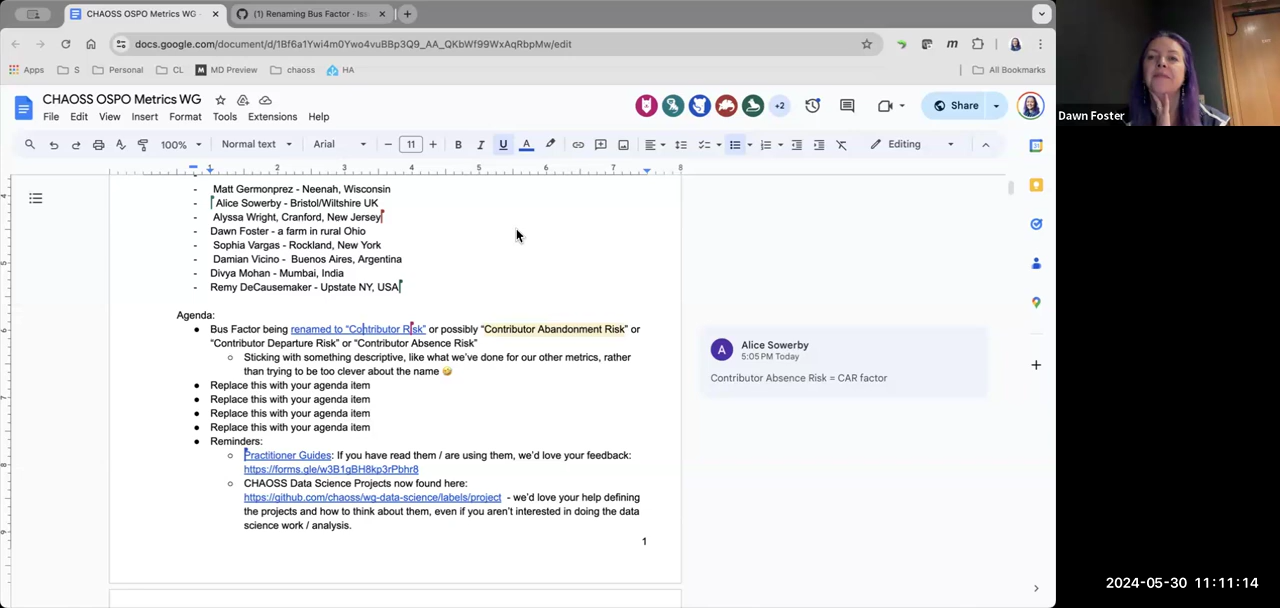 CHAOSS OSPO Metrics WG -
(1) Renaming Bus Factor - Iss
docs.google.com/document/d/1Bf6a1Ywi4m0Ywo4vuBBp3Q9_AA_QKbWf99WxAqRbpMw/edit
Apps
S
Personal
CL
MD Preview
chaoss
HA
All Bookmarks
CHAOSS OSPO Metrics WG
File Edit View Insert Format Tools Extensions Help
+2
Share
100%
Normal text
Arial
11
Editing
1 2 3 4 5 6 7 8
- Matt Germonprez - Neenah, Wisconsin
- Alice Sowerby - Bristol/Wiltshire UK
- Alyssa Wright, Cranford, New Jersey
- Dawn Foster - a farm in rural Ohio
- Sophia Vargas - Rockland, New York
- Damian Vicino - Buenos Aires, Argentina
- Divya Mohan - Mumbai, India
- Remy DeCausemaker - Upstate NY, USA
Agenda:
● Bus Factor being renamed to “Contributor Risk” or possibly “Contributor Abandonment Risk” or
“Contributor Departure Risk” or “Contributor Absence Risk”
○ Sticking with something descriptive, like what we’ve done for our other metrics, rather
than trying to be too clever about the name 🤣
● Replace this with your agenda item
● Replace this with your agenda item
● Replace this with your agenda item
● Replace this with your agenda item
● Reminders:
○ Practitioner Guides: If you have read them / are using them, we’d love your feedback:
https://forms.gle/w3B1gBH8kp3rPbhr8
○ CHAOSS Data Science Projects now found here:
https://github.com/chaoss/wg-data-science/labels/project - we’d love your help defining
the projects and how to think about them, even if you aren’t interested in doing the data
science work / analysis.
1
Alice Sowerby
5:05 PM Today
Contributor Absence Risk = CAR factor
Dawn Foster
2024-05-30 11:11:14